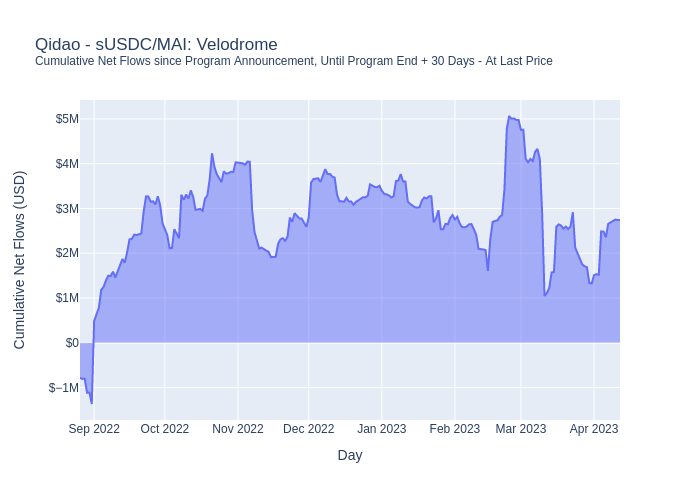 Qidao - sUSDC/MAI: Velodrome
Cumulative Net Flows since Program Announcement, Until Program End + 30 Days - At Last Price
Cumulative Net Flows (USD)
$5M
$4M
$3M
$2M
$1M
$0
$−1M
Sep 2022
Oct 2022
Nov 2022
Dec 2022
Jan 2023
Feb 2023
Mar 2023
Apr 2023
Day